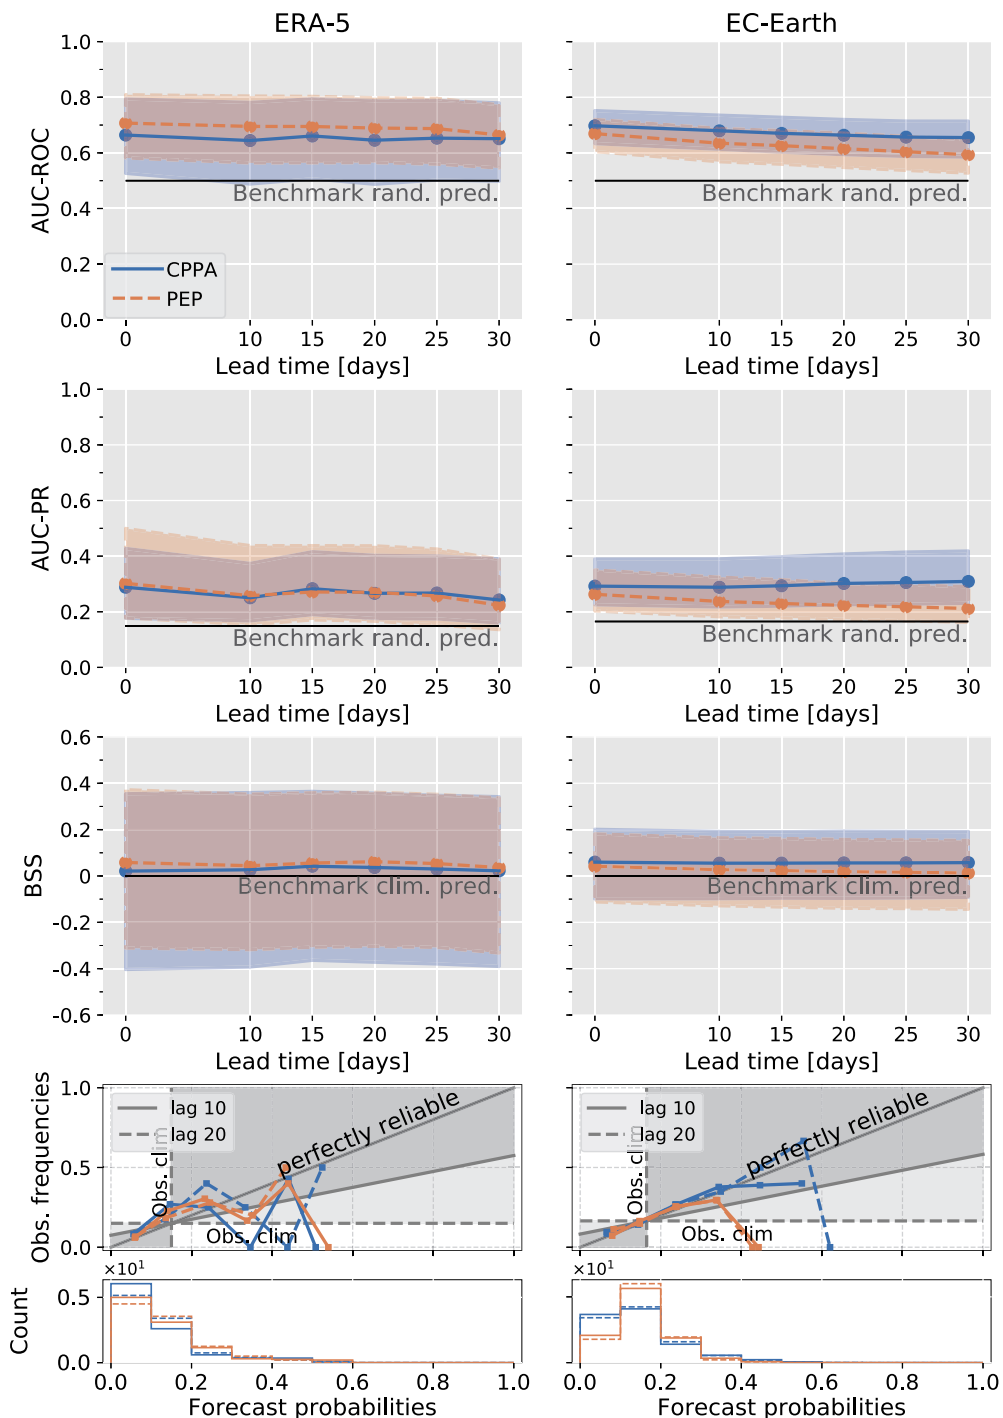 ERA-5
EC-Earth
AUC-ROC
1.0
0.8
0.6
0.4
0.2
0.0
Benchmark rand. pred.
CPPA
PEP
0 10 15 20 25 30
Lead time [days]
Benchmark rand. pred.
0 10 15 20 25 30
Lead time [days]
AUC-PR
1.0
0.8
0.6
0.4
0.2
0.0
Benchmark rand. pred.
0 10 15 20 25 30
Lead time [days]
Benchmark rand. pred.
0 10 15 20 25 30
Lead time [days]
BSS
0.6
0.4
0.2
0
-0.2
-0.4
-0.6
Benchmark clim. pred.
0 10 15 20 25 30
Lead time [days]
Benchmark clim. pred.
0 10 15 20 25 30
Lead time [days]
Obs. frequencies
1.0
0.5
0.0
lag 10
lag 20
Obs. clim
perfectly reliable
Obs. clim
lag 10
lag 20
Obs. clim
perfectly reliable
Obs. clim
Count
×10¹
0.5
0.0
0.0 0.2 0.4 0.6 0.8 1.0
Forecast probabilities
×10¹
0.0 0.2 0.4 0.6 0.8 1.0
Forecast probabilities